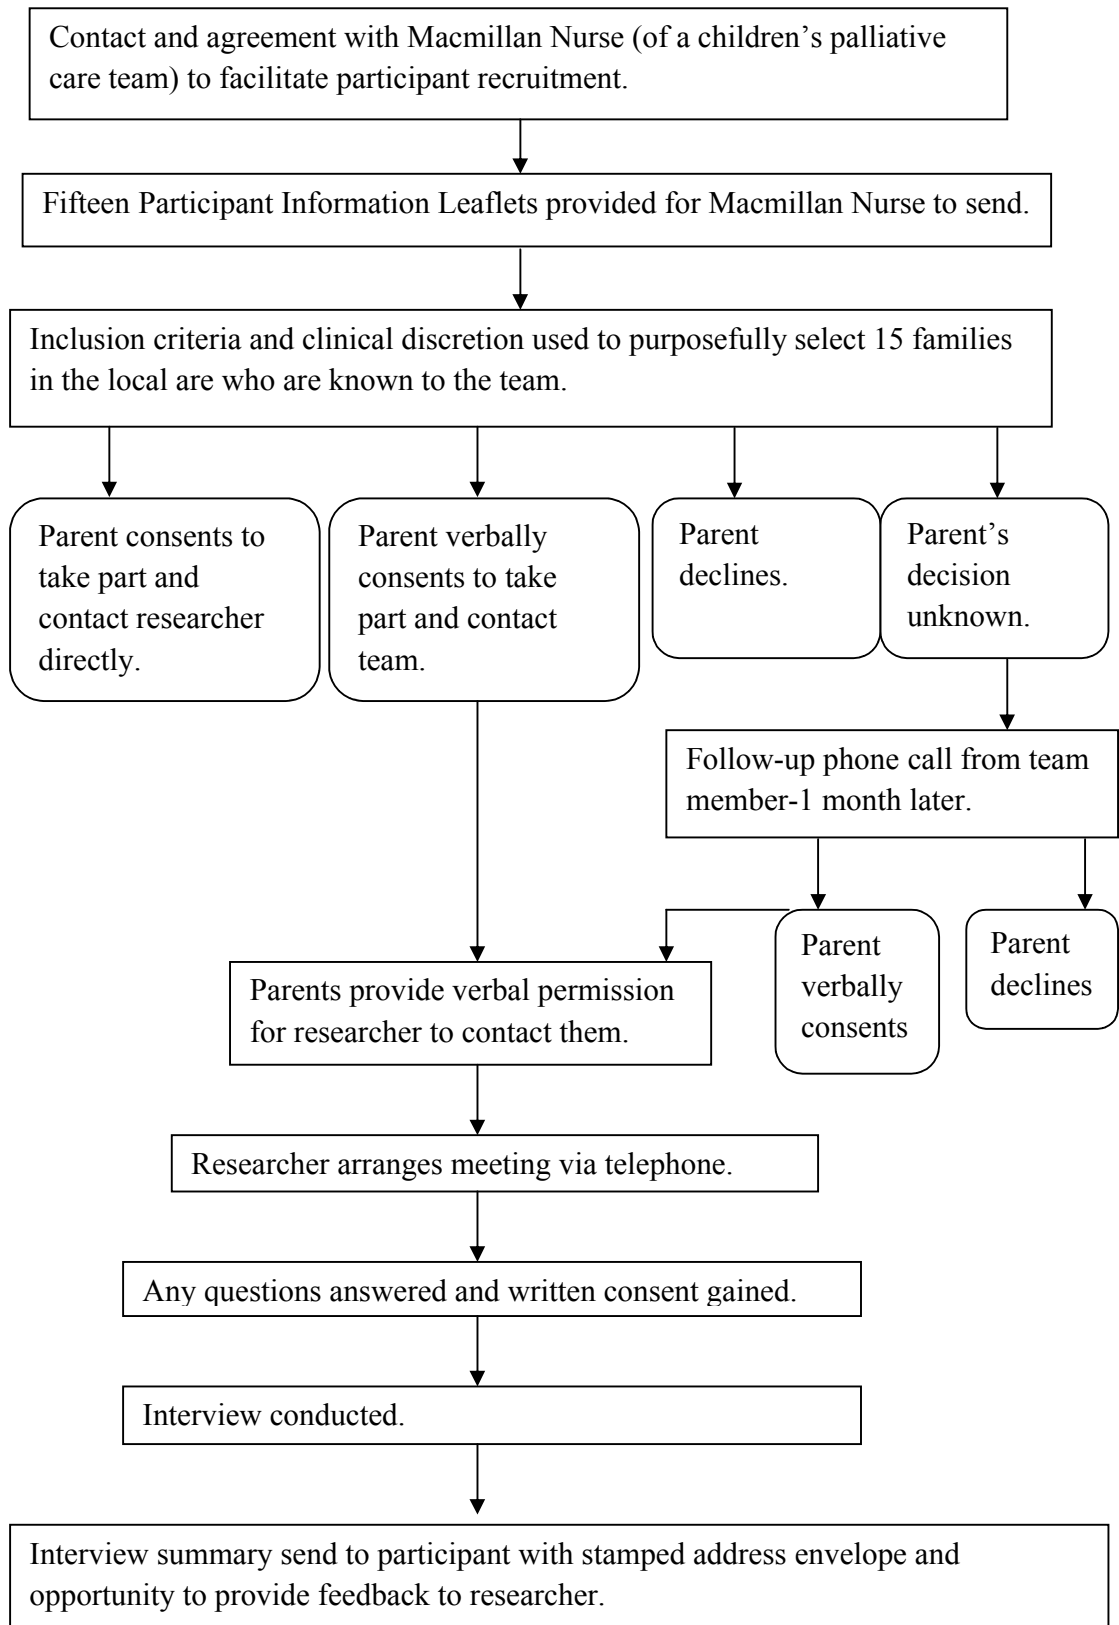 Contact and agreement with Macmillan Nurse (of a children’s palliative
care team) to facilitate participant recruitment.
Fifteen Participant Information Leaflets provided for Macmillan Nurse to send.
Inclusion criteria and clinical discretion used to purposefully select 15 families
in the local are who are known to the team.
Parent consents to
take part and
contact researcher
directly.
Parent verbally
consents to take
part and contact
team.
Parent
declines.
Parent’s
decision
unknown.
Follow-up phone call from team
member-1 month later.
Parent
verbally
consents
Parent
declines
Parents provide verbal permission
for researcher to contact them.
Researcher arranges meeting via telephone.
Any questions answered and written consent gained.
Interview conducted.
Interview summary send to participant with stamped address envelope and
opportunity to provide feedback to researcher.